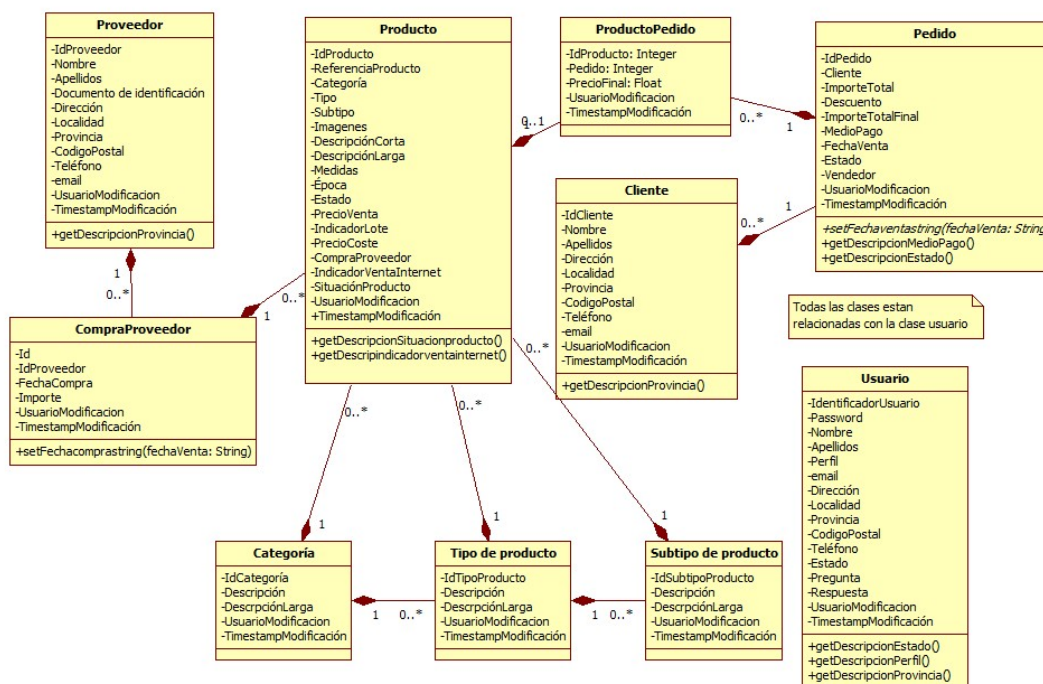 Proveedor
-IdProveedor
-Nombre
-Apellidos
-Documento de identificación
-Dirección
-Localidad
-Provincia
-CodigoPostal
-Teléfono
-email
-UsuarioModificacion
-TimestampModificación
+getDescripcionProvincia()
1
0..*
CompraProveedor
-Id
-IdProveedor
-FechaCompra
-Importe
-UsuarioModificacion
-TimestampModificación
+setFechacomprastring(fechaVenta: String)
1
0..*
Producto
-IdProducto
-ReferenciaProducto
-Categoría
-Tipo
-Subtipo
-Imagenes
-DescripciónCorta
-DescripciónLarga
-Medidas
-Época
-Estado
-PrecioVenta
-IndicadorLote
-PrecioCoste
-CompraProveedor
-IndicadorVentaInternet
-SituaciónProducto
-UsuarioModificacion
+TimestampModificación
+getDescripcionSituacionproducto()
+getDescripindicadorventainternet()
0..1
1
ProductoPedido
-IdProducto: Integer
-Pedido: Integer
-PrecioFinal: Float
-UsuarioModificacion
-TimestampModificación
0..*
1
Pedido
-IdPedido
-Cliente
-ImporteTotal
-Descuento
-ImporteTotalFinal
-MedioPago
-FechaVenta
-Estado
-Vendedor
-UsuarioModificacion
-TimestampModificación
+setFechaventastring(fechaVenta: String
+getDescripcionMedioPago()
+getDescripcionEstado()
1
0..*
Cliente
-IdCliente
-Nombre
-Apellidos
-Dirección
-Localidad
-Provincia
-CodigoPostal
-Teléfono
-email
-UsuarioModificacion
-TimestampModificación
+getDescripcionProvincia()
Todas las clases estan
relacionadas con la clase usuario
0..*
0..*
0..*
1
1
1
Categoría
-IdCategoría
-Descripción
-DescrpciónLarga
-UsuarioModificacion
-TimestampModificación
1
0..*
Tipo de producto
-IdTipoProducto
-Descripción
-DescrpciónLarga
-UsuarioModificacion
-TimestampModificación
1
0..*
Subtipo de producto
-IdSubtipoProducto
-Descripción
-DescrpciónLarga
-UsuarioModificacion
-TimestampModificación
Usuario
-IdentificadorUsuario
-Password
-Nombre
-Apellidos
-Perfil
-email
-Dirección
-Localidad
-Provincia
-CodigoPostal
-Teléfono
-Estado
-Pregunta
-Respuesta
-UsuarioModificacion
-TimestampModificación
+getDescripcionEstado()
+getDescripcionPerfil()
+getDescripcionProvincia()